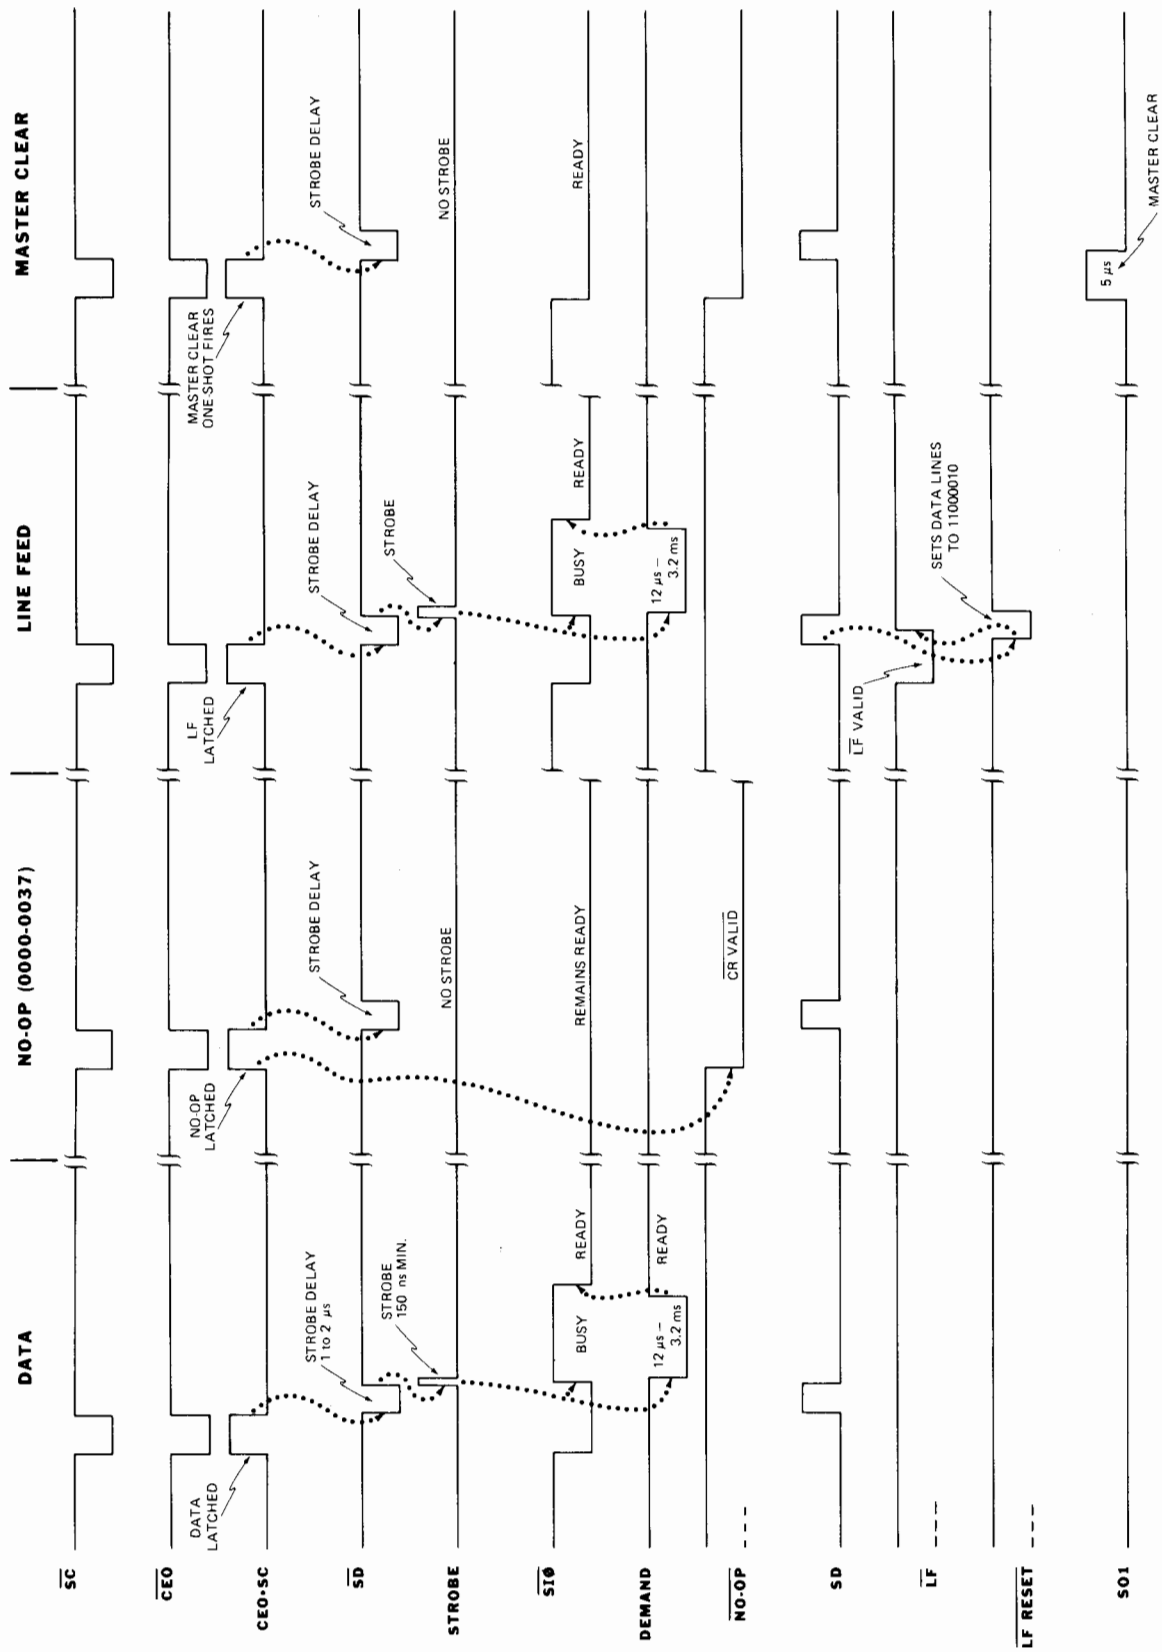 DATA
NO-OP (0000-0037)
LINE FEED
MASTER CLEAR
SC
CEO
DATA
LATCHED
NO-OP
LATCHED
LF
LATCHED
MASTER CLEAR
ONE-SHOT FIRES
CEO•SC
STROBE DELAY
1 to 2 µs
STROBE DELAY
STROBE DELAY
STROBE DELAY
SD
STROBE
150 ns MIN.
NO STROBE
STROBE
NO STROBE
STROBE
BUSY
READY
REMAINS READY
BUSY
READY
READY
SIØ
12 µs –
3.2 ms
READY
12 µs –
3.2 ms
DEMAND
CR VALID
NO-OP
SD
LF VALID
SETS DATA LINES
TO 11000010
LF
LF RESET
5 µs
SO1
MASTER CLEAR